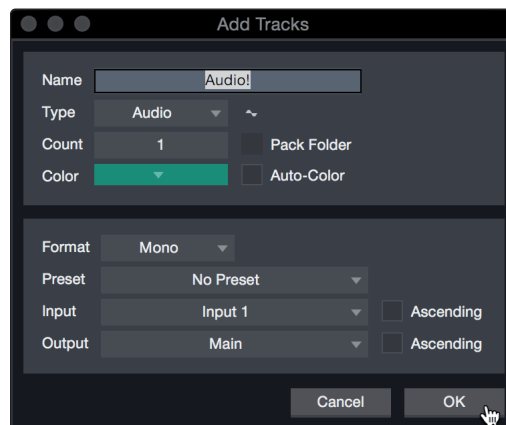 Add Tracks
Name Audio!
Type Audio
Count 1 Pack Folder
Color Auto-Color
Format Mono
Preset No Preset
Input Input 1 Ascending
Output Main Ascending
Cancel OK